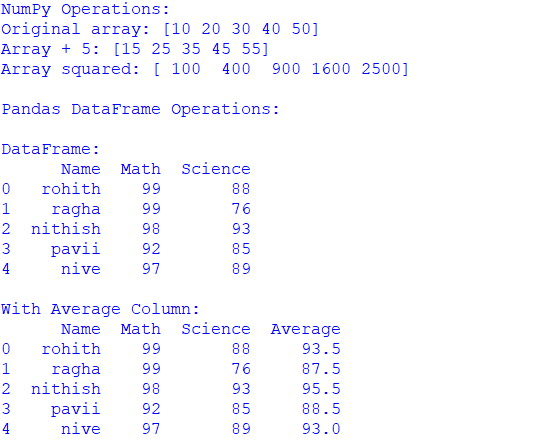 NumPy Operations:
Original array: [10 20 30 40 50]
Array + 5: [15 25 35 45 55]
Array squared: [ 100  400  900 1600 2500]

Pandas DataFrame Operations:

DataFrame:
      Name  Math  Science
0   rohith    99       88
1    ragha    99       76
2  nithish    98       93
3    pavii    92       85
4     nive    97       89

With Average Column:
      Name  Math  Science  Average
0   rohith    99       88     93.5
1    ragha    99       76     87.5
2  nithish    98       93     95.5
3    pavii    92       85     88.5
4     nive    97       89     93.0